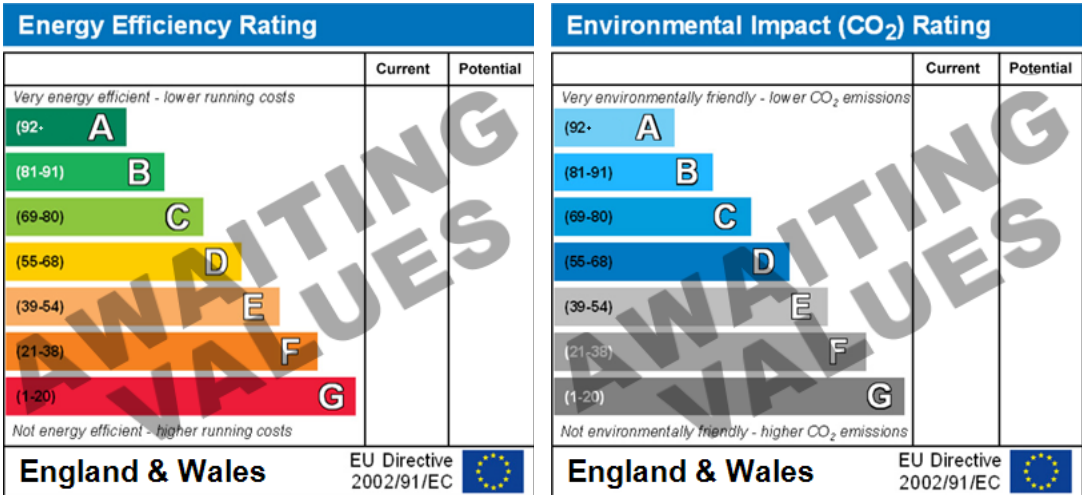 Energy Efficiency Rating
Current Potential
Very energy efficient - lower running costs
(92- A
(81-91) B
(69-80) C
(55-68) D
(39-54) E
(21-38) F
(1-20) G
Not energy efficient - higher running costs
AWAITING
VALUES
England & Wales
EU Directive
2002/91/EC
Environmental Impact (CO₂) Rating
Current Potential
Very environmentally friendly - lower CO₂ emissions
(92- A
(81-91) B
(69-80) C
(55-68) D
(39-54) E
(21-38) F
(1-20) G
Not environmentally friendly - higher CO₂ emissions
AWAITING
VALUES
England & Wales
EU Directive
2002/91/EC